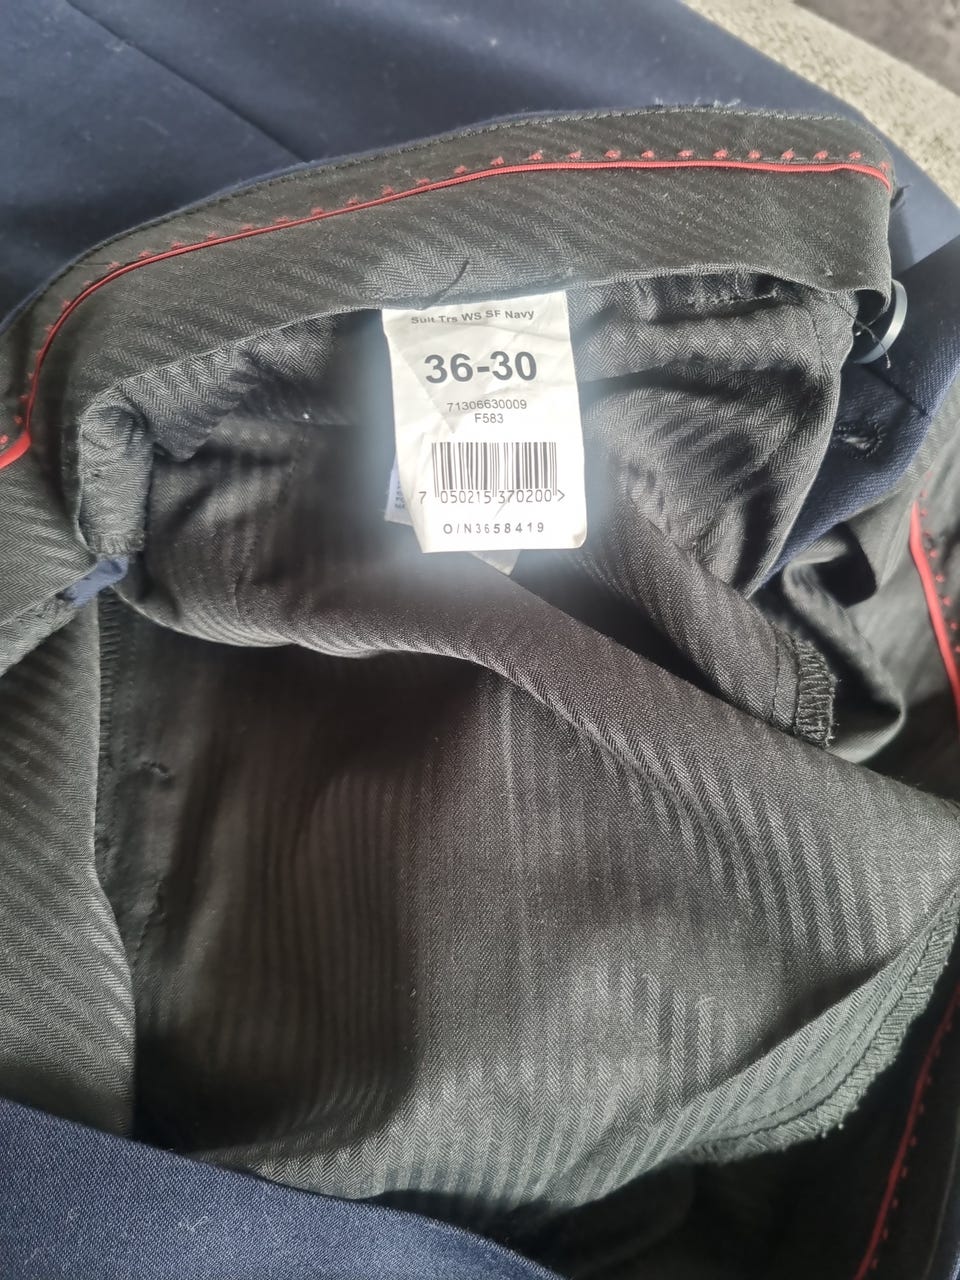 Suit Trs WS SF Navy
36-30
71306630009
F583
7 050215 370200 >
O/N3658419